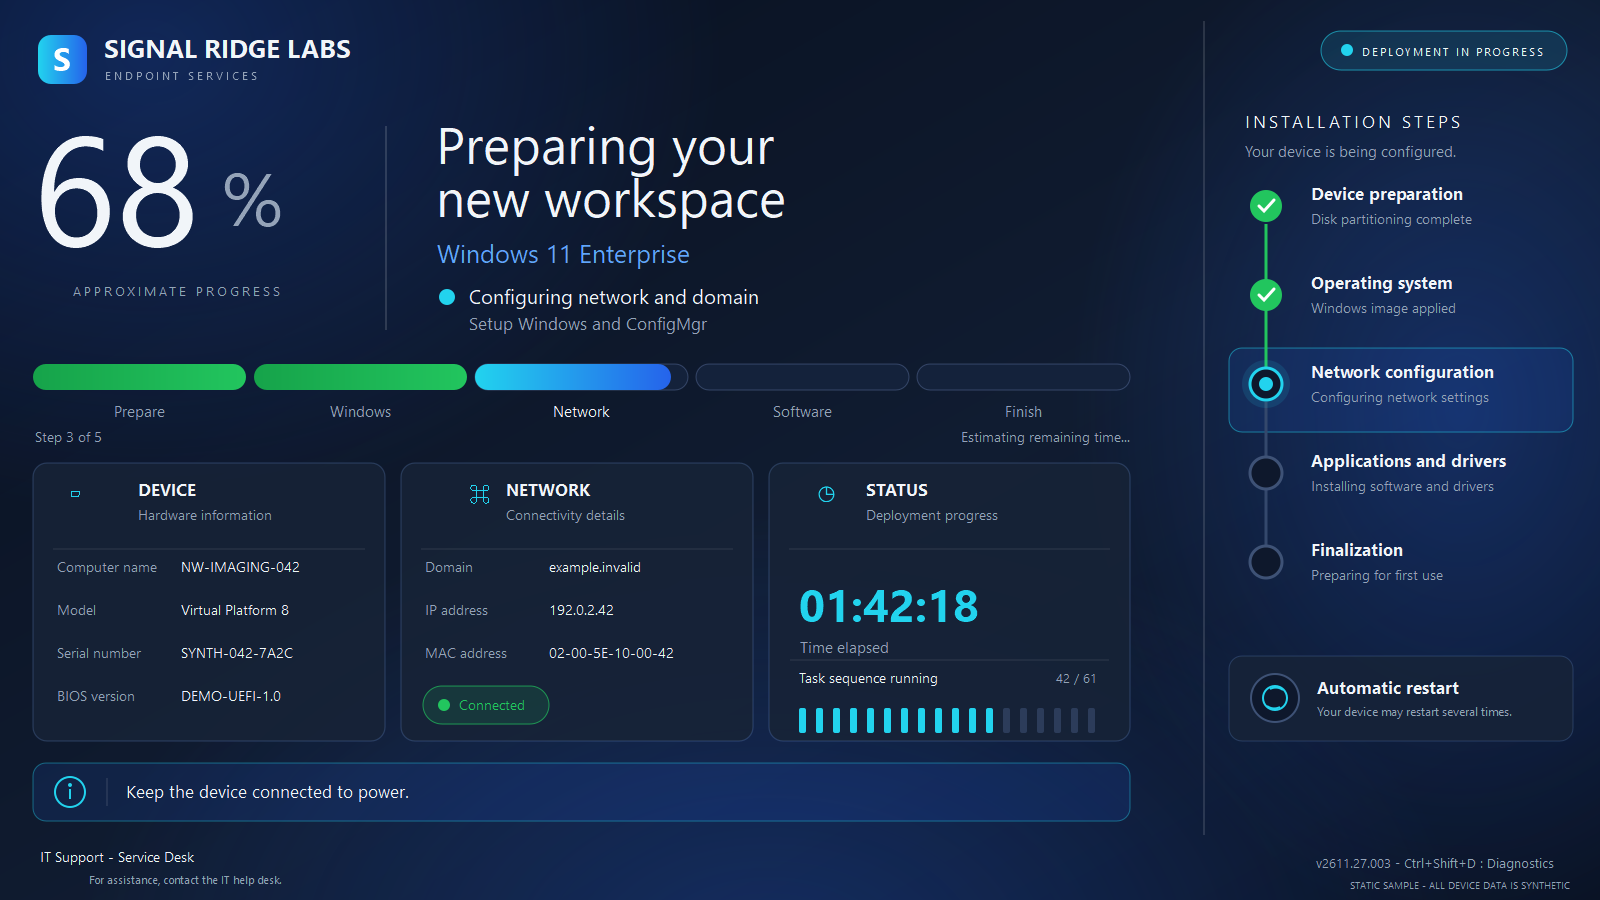 S
SIGNAL RIDGE LABS
ENDPOINT SERVICES
68 %
APPROXIMATE PROGRESS
Preparing your
new workspace
Windows 11 Enterprise
Configuring network and domain
Setup Windows and ConfigMgr
Prepare
Windows
Network
Software
Finish
Step 3 of 5
Estimating remaining time...
DEVICE
Hardware information
Computer name NW-IMAGING-042
Model Virtual Platform 8
Serial number SYNTH-042-7A2C
BIOS version DEMO-UEFI-1.0
NETWORK
Connectivity details
Domain example.invalid
IP address 192.0.2.42
MAC address 02-00-5E-10-00-42
Connected
STATUS
Deployment progress
01:42:18
Time elapsed
Task sequence running 42 / 61
Keep the device connected to power.
IT Support - Service Desk
For assistance, contact the IT help desk.
DEPLOYMENT IN PROGRESS
INSTALLATION STEPS
Your device is being configured.
Device preparation
Disk partitioning complete
Operating system
Windows image applied
Network configuration
Configuring network settings
Applications and drivers
Installing software and drivers
Finalization
Preparing for first use
Automatic restart
Your device may restart several times.
v2611.27.003 - Ctrl+Shift+D : Diagnostics
STATIC SAMPLE - ALL DEVICE DATA IS SYNTHETIC